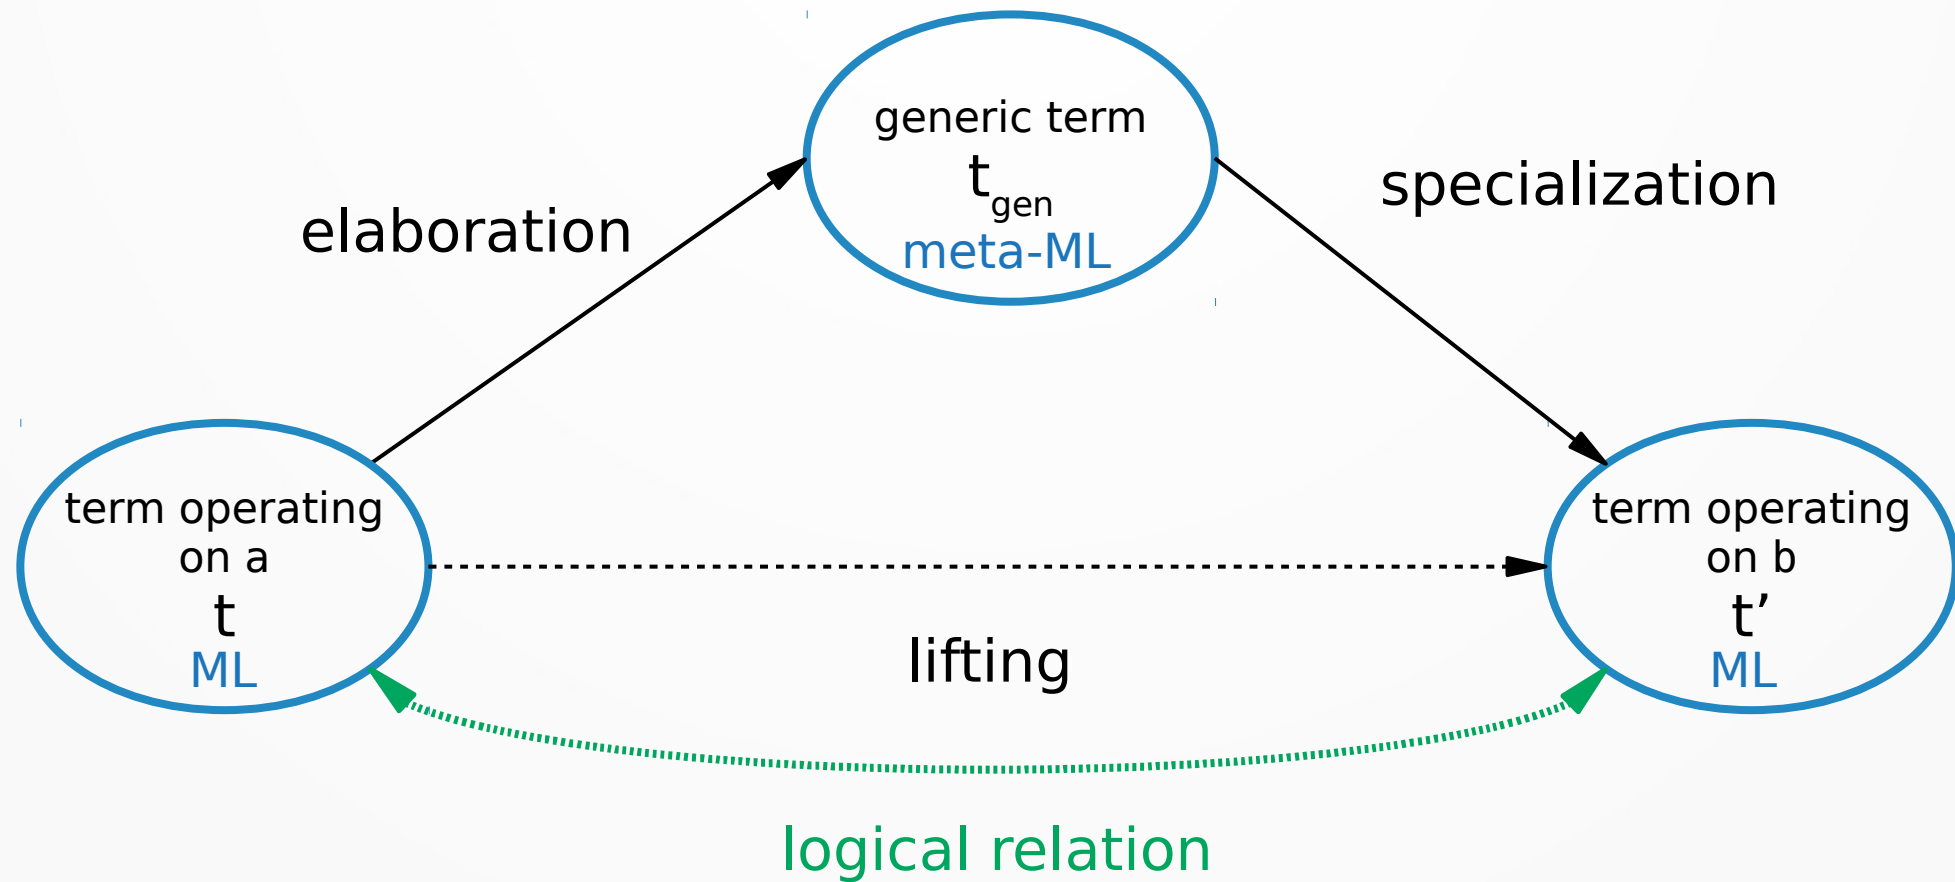 generic term
t_gen
meta-ML
elaboration
specialization
term operating
on a
t
ML
term operating
on b
t’
ML
lifting
logical relation